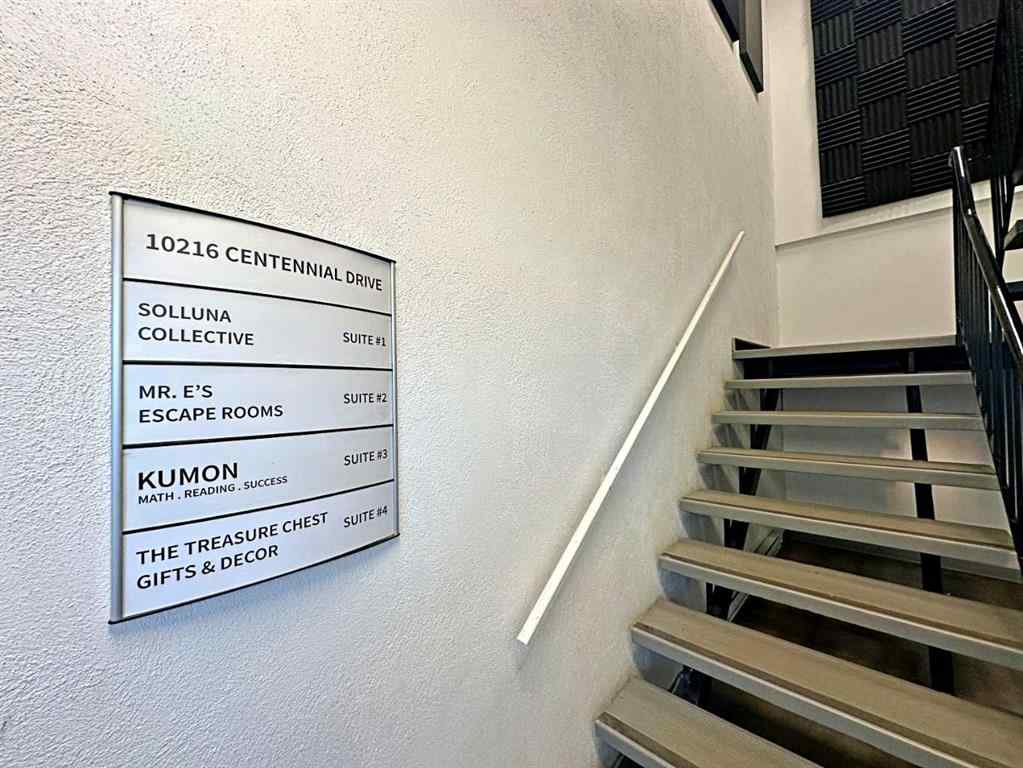 10216 CENTENNIAL DRIVE
SOLLUNA
COLLECTIVE SUITE #1
MR. E'S
ESCAPE ROOMS SUITE #2
KUMON SUITE #3
MATH . READING . SUCCESS
THE TREASURE CHEST SUITE #4
GIFTS & DECOR